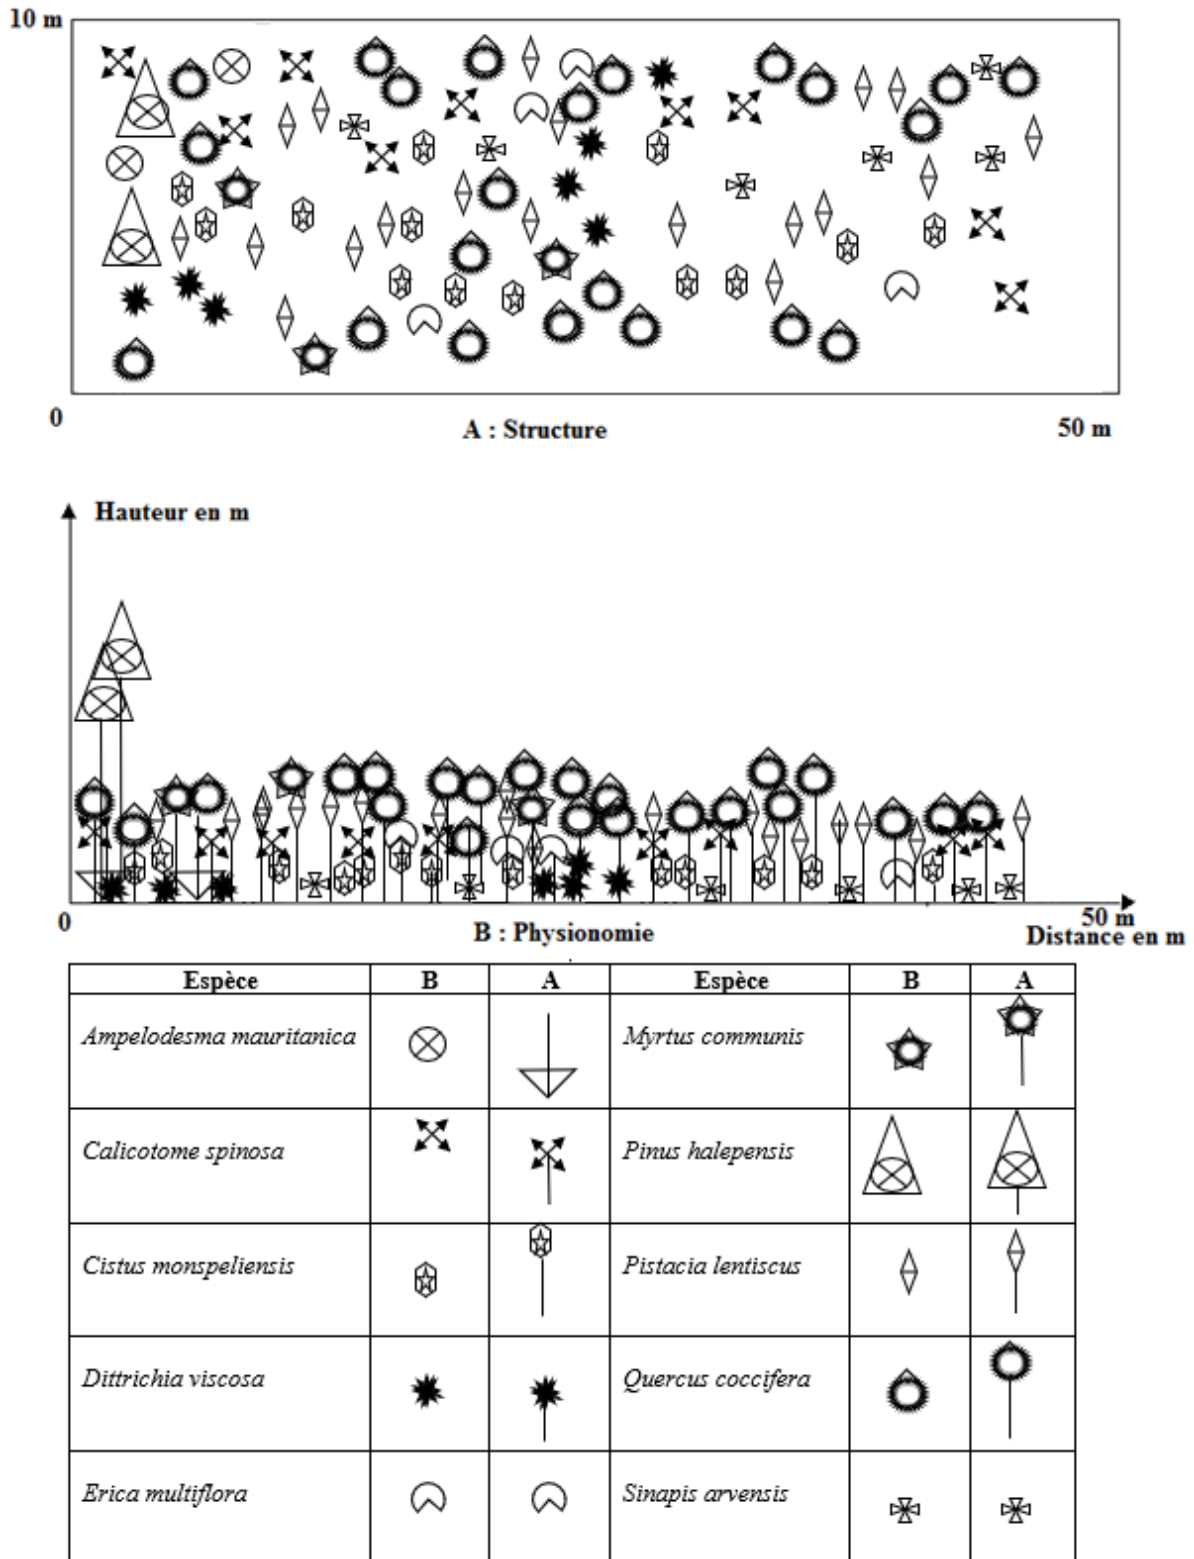 10 m
0
50 m
A : Structure
Hauteur en m
0
50 m
B : Physionomie
Distance en m
Espèce B A Espèce B A
Ampelodesma mauritanica Myrtus communis
Calicotome spinosa Pinus halepensis
Cistus monspeliensis Pistacia lentiscus
Dittrichia viscosa Quercus coccifera
Erica multiflora Sinapis arvensis